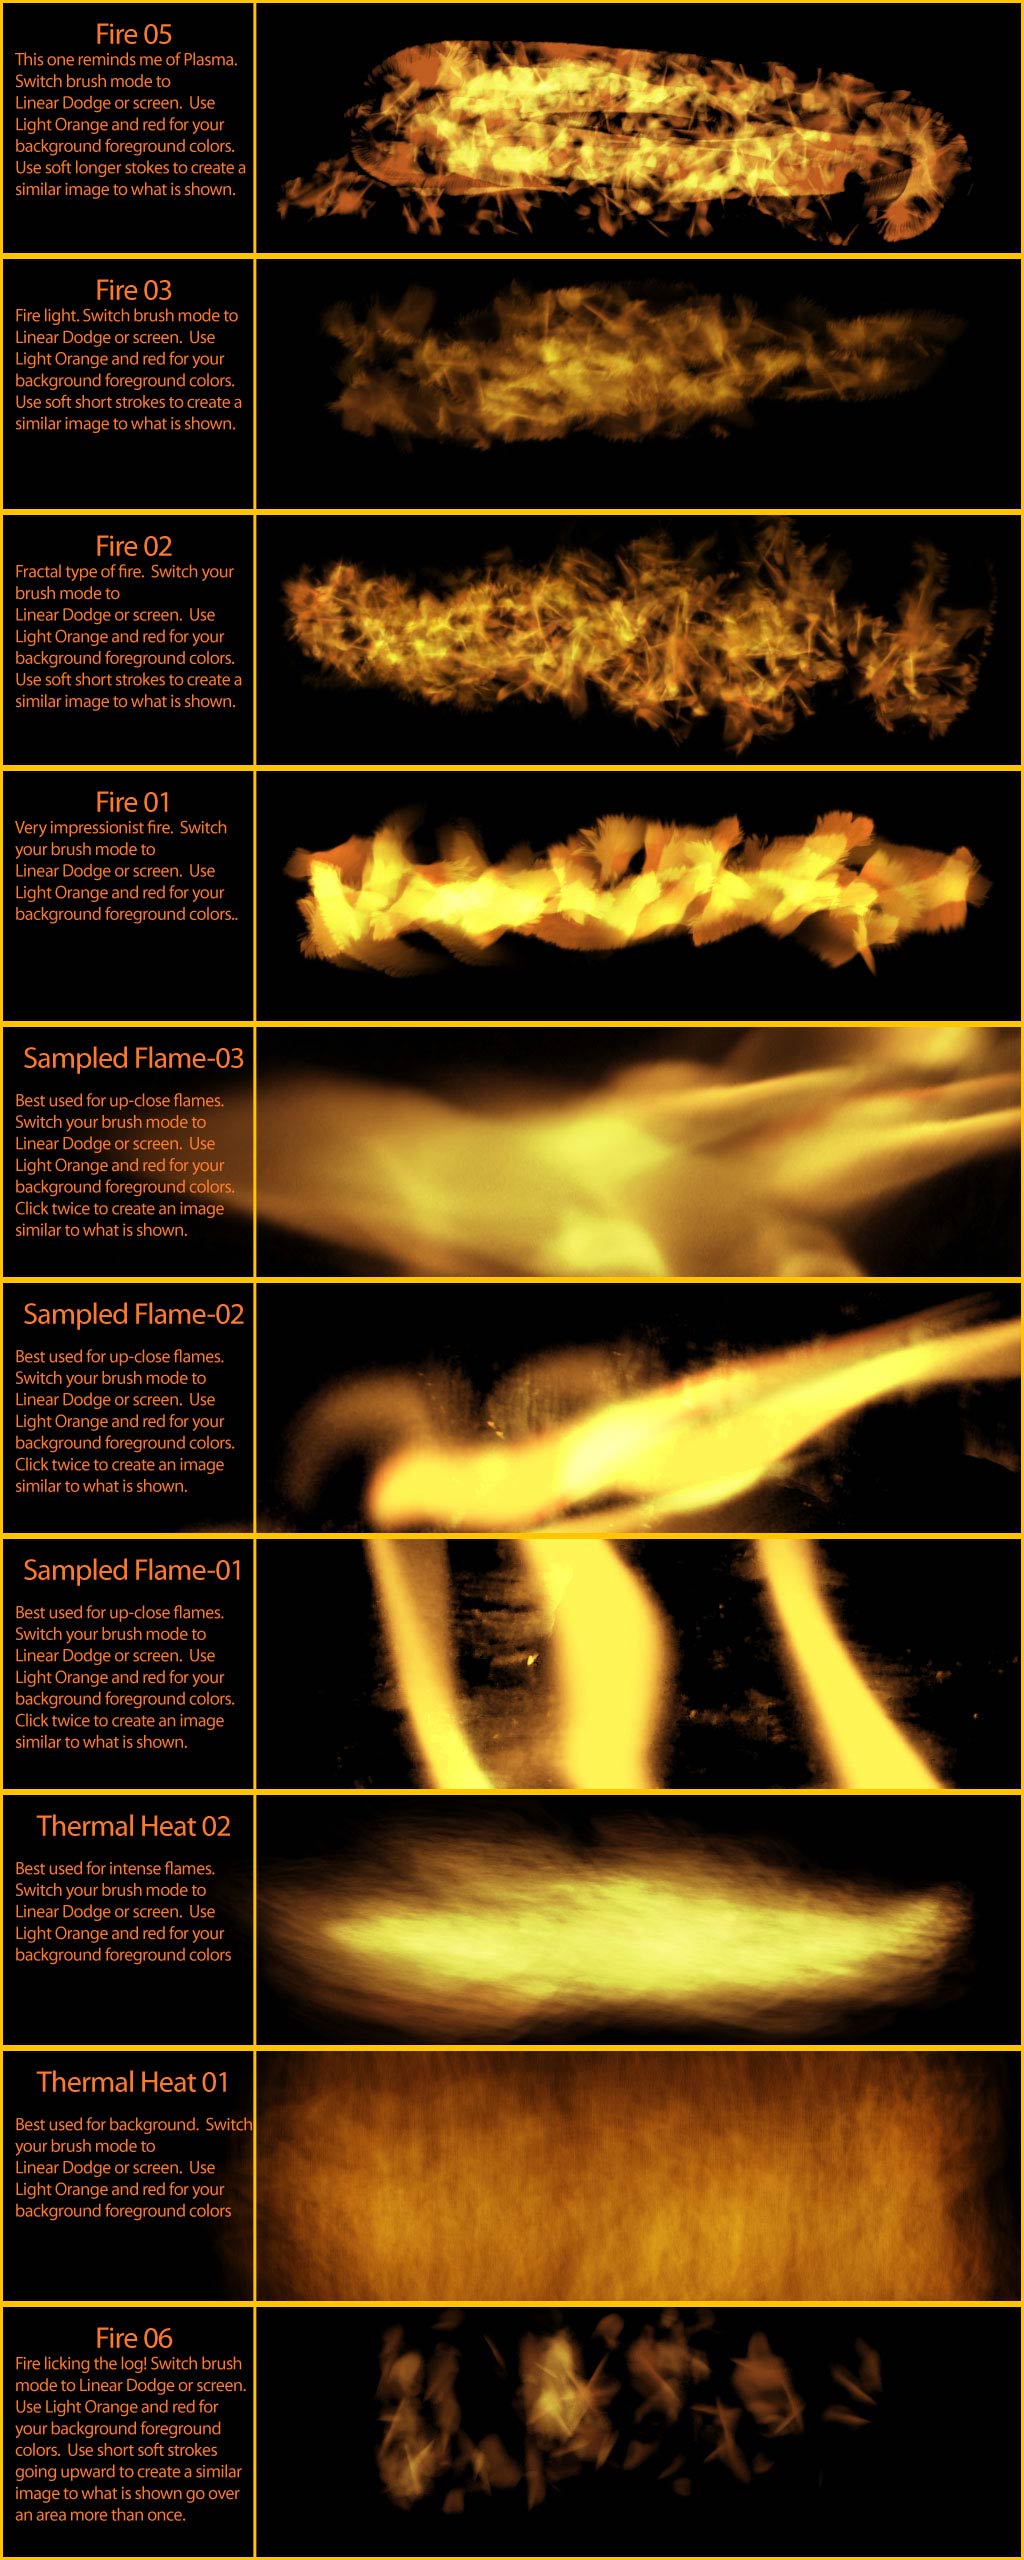 Fire 05
This one reminds me of Plasma.
Switch brush mode to
Linear Dodge or screen. Use
Light Orange and red for your
background foreground colors.
Use soft longer stokes to create a
similar image to what is shown.
Fire 03
Fire light. Switch brush mode to
Linear Dodge or screen. Use
Light Orange and red for your
background foreground colors.
Use soft short strokes to create a
similar image to what is shown.
Fire 02
Fractal type of fire. Switch your
brush mode to
Linear Dodge or screen. Use
Light Orange and red for your
background foreground colors.
Use soft short strokes to create a
similar image to what is shown.
Fire 01
Very impressionist fire. Switch
your brush mode to
Linear Dodge or screen. Use
Light Orange and red for your
background foreground colors..
Sampled Flame-03
Best used for up-close flames.
Switch your brush mode to
Linear Dodge or screen. Use
Light Orange and red for your
background foreground colors.
Click twice to create an image
similar to what is shown.
Sampled Flame-02
Best used for up-close flames.
Switch your brush mode to
Linear Dodge or screen. Use
Light Orange and red for your
background foreground colors.
Click twice to create an image
similar to what is shown.
Sampled Flame-01
Best used for up-close flames.
Switch your brush mode to
Linear Dodge or screen. Use
Light Orange and red for your
background foreground colors.
Click twice to create an image
similar to what is shown.
Thermal Heat 02
Best used for intense flames.
Switch your brush mode to
Linear Dodge or screen. Use
Light Orange and red for your
background foreground colors
Thermal Heat 01
Best used for background. Switch
your brush mode to
Linear Dodge or screen. Use
Light Orange and red for your
background foreground colors
Fire 06
Fire licking the log! Switch brush
mode to Linear Dodge or screen.
Use Light Orange and red for
your background foreground
colors. Use short soft strokes
going upward to create a similar
image to what is shown go over
an area more than once.